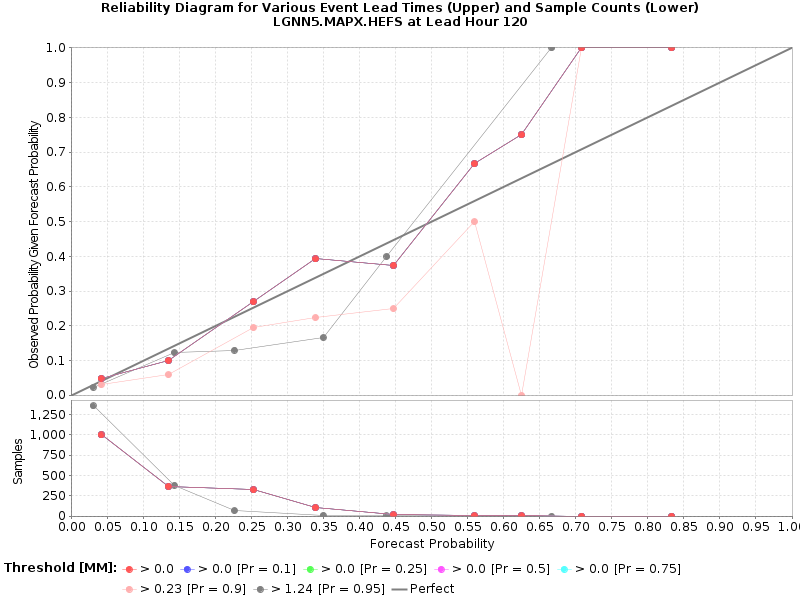 Reliability Diagram for Various Event Lead Times (Upper) and Sample Counts (Lower)
LGNN5.MAPX.HEFS at Lead Hour 120
Observed Probability Given Forecast Probability
1.0
0.9
0.8
0.7
0.6
0.5
0.4
0.3
0.2
0.1
0.0
Samples
1,250
1,000
750
500
250
0
0.00 0.05 0.10 0.15 0.20 0.25 0.30 0.35 0.40 0.45 0.50 0.55 0.60 0.65 0.70 0.75 0.80 0.85 0.90 0.95 1.0
Forecast Probability
Threshold [MM]: > 0.0 > 0.0 [Pr = 0.1] > 0.0 [Pr = 0.25] > 0.0 [Pr = 0.5] > 0.0 [Pr = 0.75]
> 0.23 [Pr = 0.9] > 1.24 [Pr = 0.95] Perfect